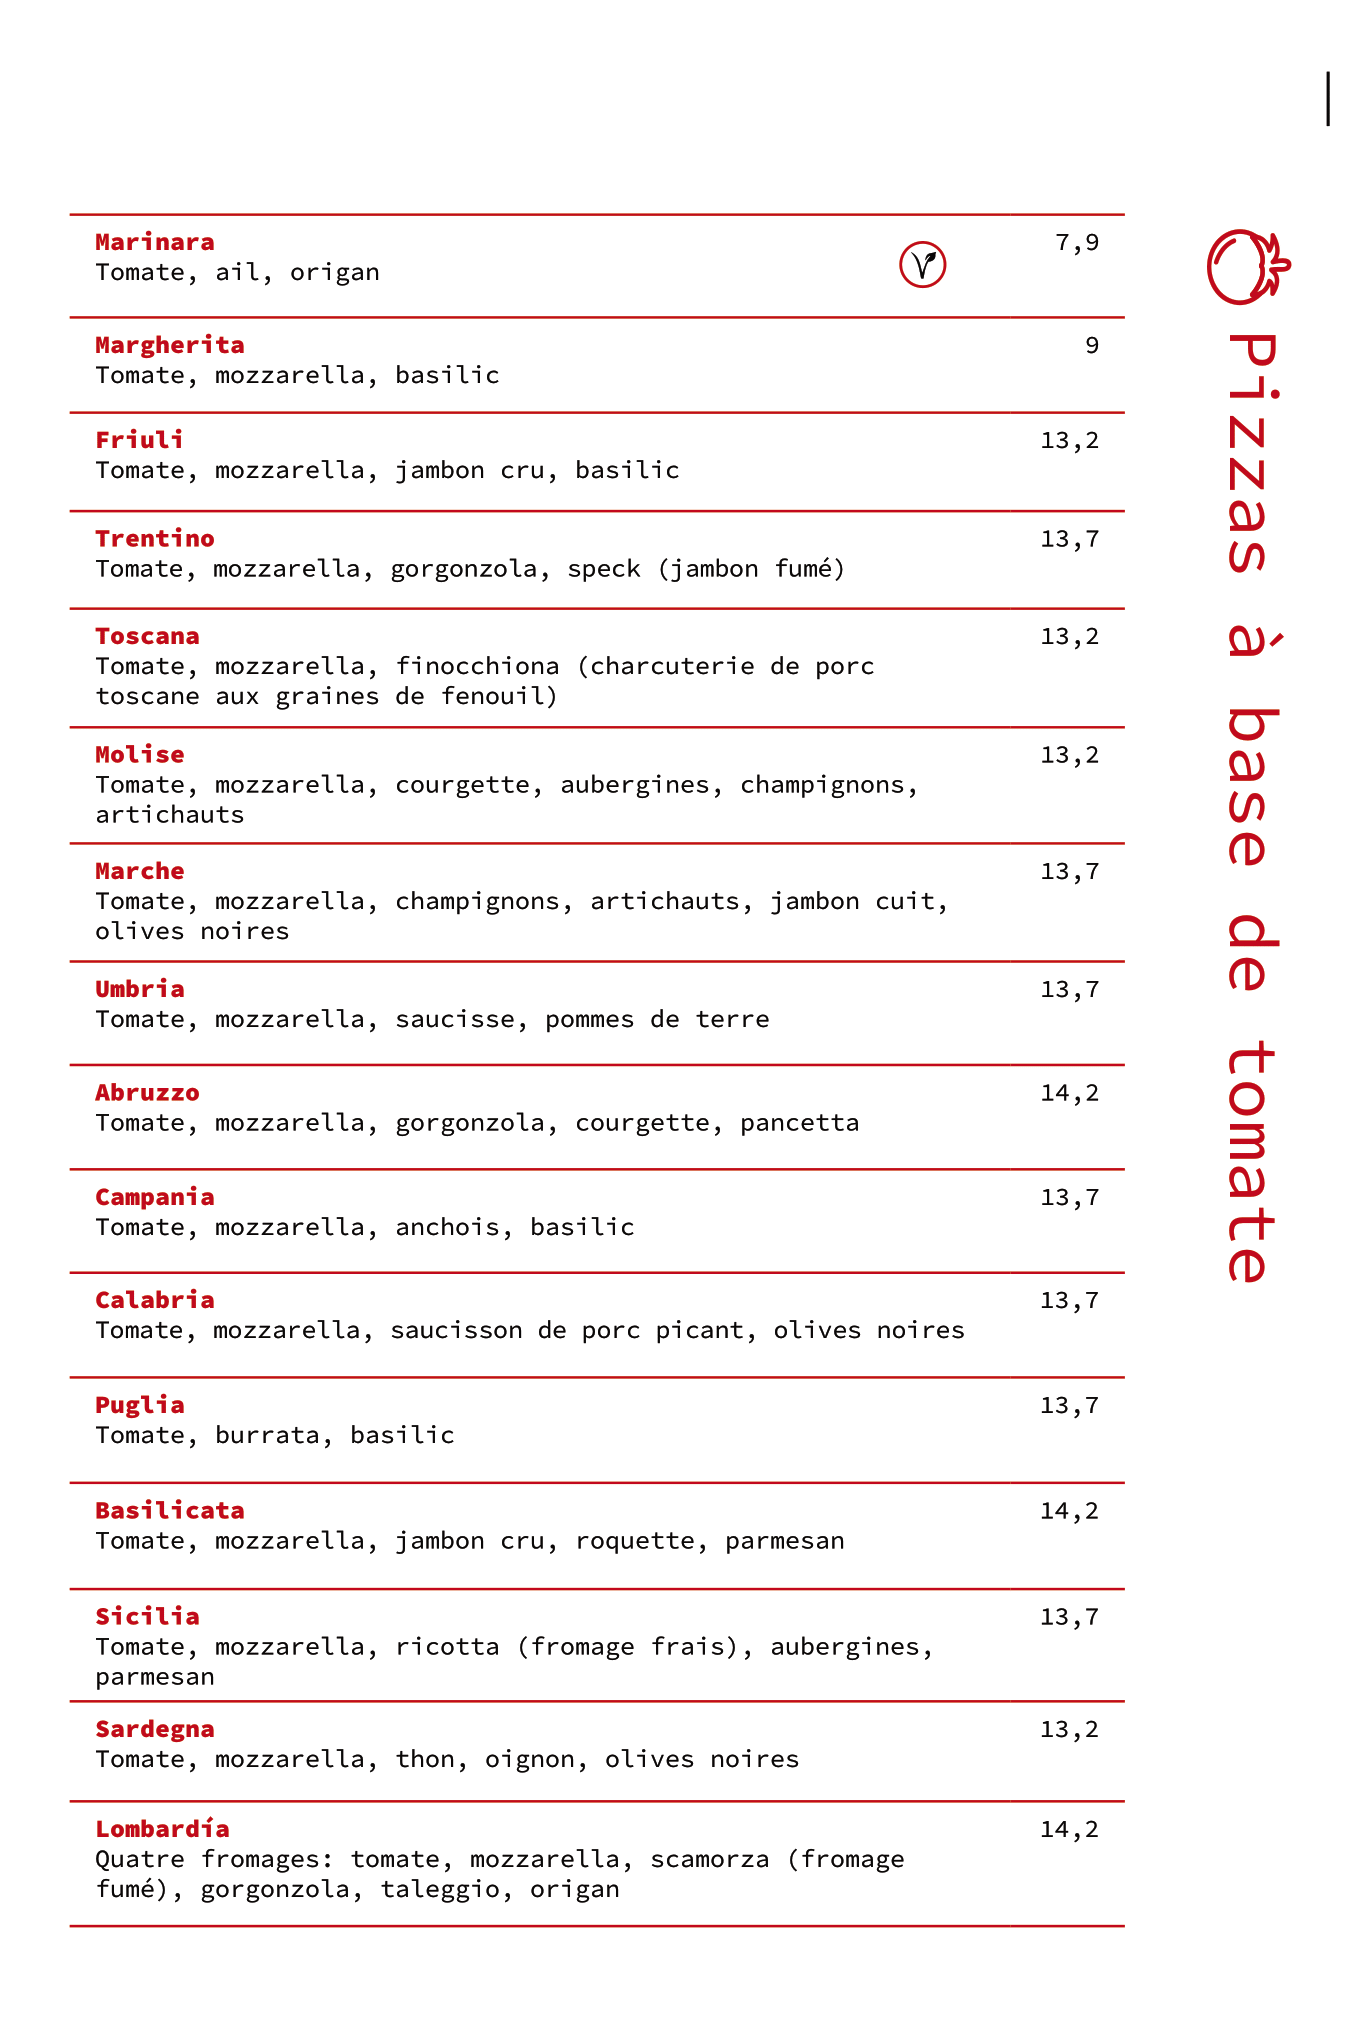 Marinara 7,9
Tomate, ail, origan
V
Margherita 9
Tomate, mozzarella, basilic
Friuli 13,2
Tomate, mozzarella, jambon cru, basilic
Trentino 13,7
Tomate, mozzarella, gorgonzola, speck (jambon fumé)
Toscana 13,2
Tomate, mozzarella, finocchiona (charcuterie de porc
toscane aux graines de fenouil)
Molise 13,2
Tomate, mozzarella, courgette, aubergines, champignons,
artichauts
Marche 13,7
Tomate, mozzarella, champignons, artichauts, jambon cuit,
olives noires
Umbria 13,7
Tomate, mozzarella, saucisse, pommes de terre
Abruzzo 14,2
Tomate, mozzarella, gorgonzola, courgette, pancetta
Campania 13,7
Tomate, mozzarella, anchois, basilic
Calabria 13,7
Tomate, mozzarella, saucisson de porc picant, olives noires
Puglia 13,7
Tomate, burrata, basilic
Basilicata 14,2
Tomate, mozzarella, jambon cru, roquette, parmesan
Sicilia 13,7
Tomate, mozzarella, ricotta (fromage frais), aubergines,
parmesan
Sardegna 13,2
Tomate, mozzarella, thon, oignon, olives noires
Lombardía 14,2
Quatre fromages: tomate, mozzarella, scamorza (fromage
fumé), gorgonzola, taleggio, origan
Pizzas á base de tomate